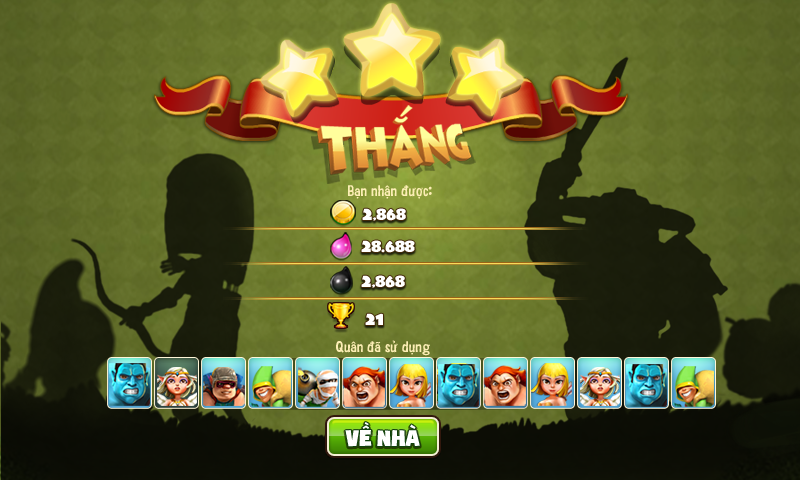 THẮNG
Bạn nhận được:
2.868
28.688
2.868
21
Quân đã sử dụng
VỀ NHÀ